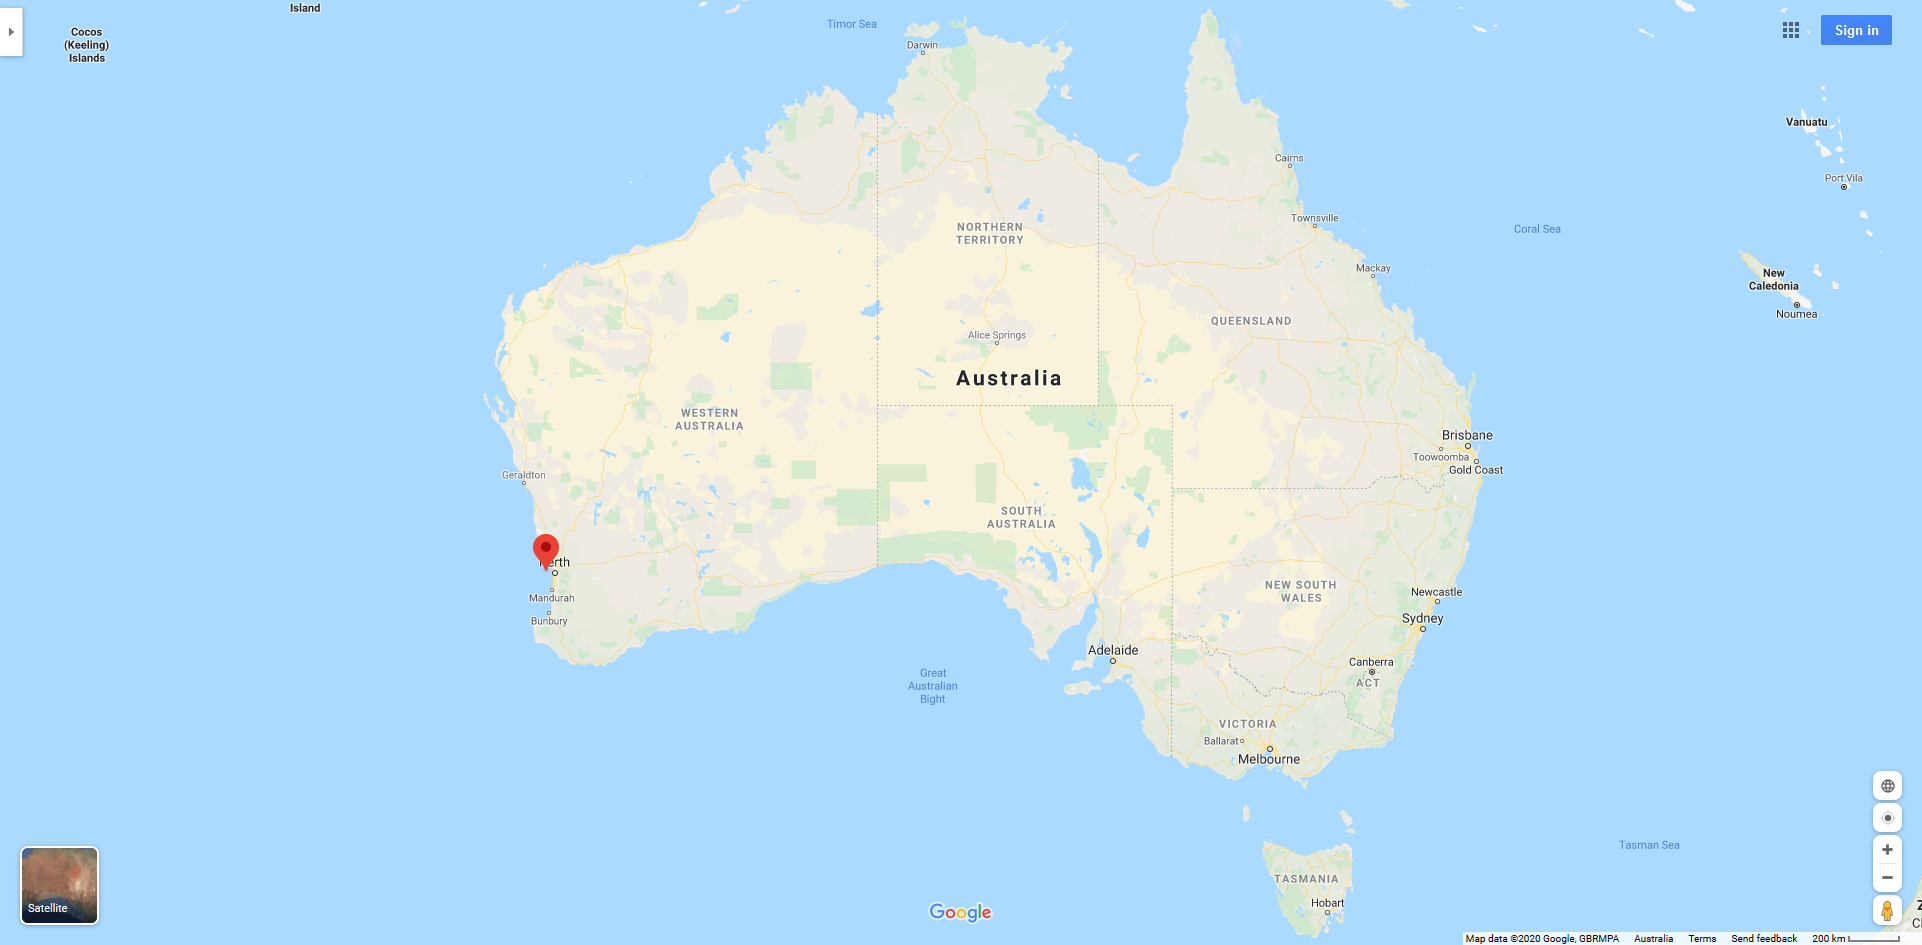 Island
Cocos
(Keeling)
Islands
Timor Sea
Sign in
Darwin
Vanuatu
Cairns
Port Vila
Townsville
NORTHERN
TERRITORY
Coral Sea
Mackay
New
Caledonia
Noumea
QUEENSLAND
Alice Springs
Australia
WESTERN
AUSTRALIA
Brisbane
Toowoomba
Gold Coast
Geraldton
SOUTH
AUSTRALIA
erth
Mandurah
Bunbury
NEW SOUTH
WALES
Newcastle
Sydney
Adelaide
Canberra
ACT
Great
Australian
Bight
VICTORIA
Ballarat
Melbourne
Tasman Sea
TASMANIA
Hobart
Satellite
Google
Map data ©2020 Google, GBRMPA Australia Terms Send feedback 200 km